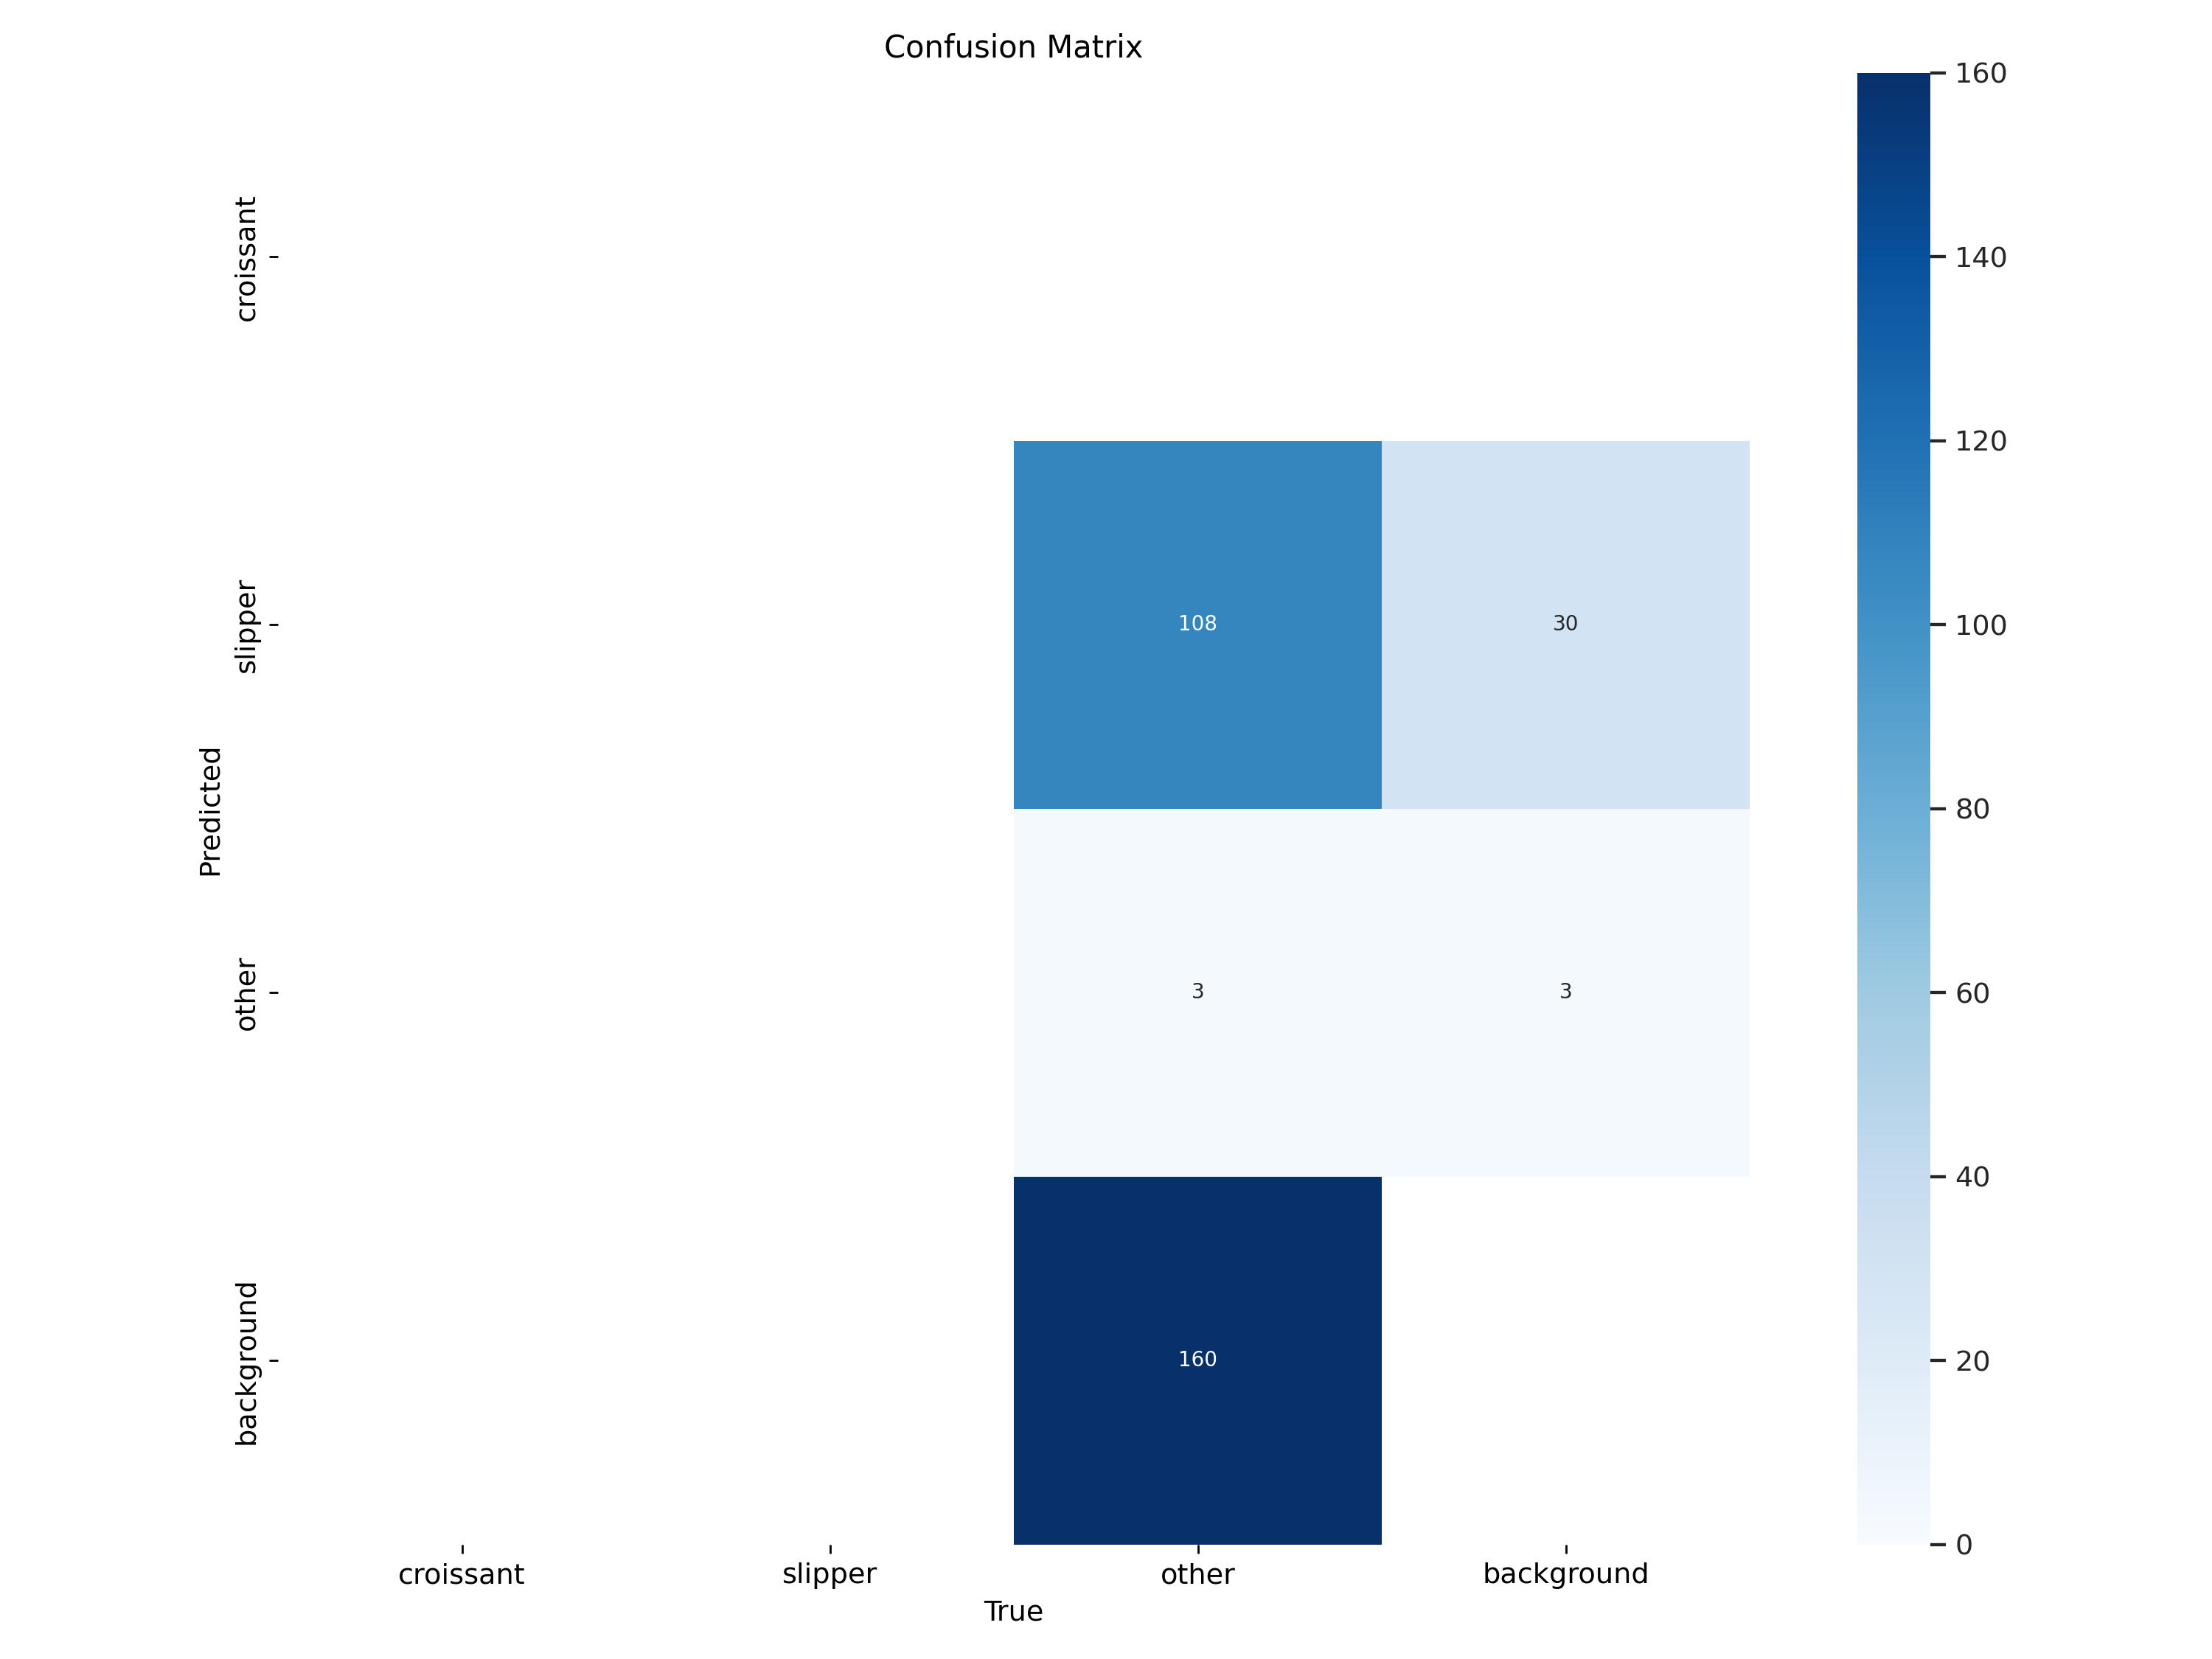 Confusion Matrix
160
140
120
100
80
60
40
20
0
croissant
slipper
other
background
Predicted
108
30
3
3
160
croissant
slipper
other
background
True